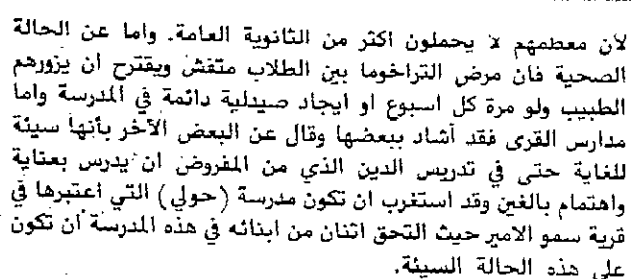 لأن معظمهم لا يحملون اكثر من الثانوية العامة. واما عن الحالة
الصحية فان مرض التراخوما بين الطلاب متفش ويقترح ان يزورهم
الطبيب ولو مرة كل اسبوع او ايجاد صيدلية دائمة في المدرسة واما
مدارس القرى فقد أشاد ببعضها وقال عن البعض الآخر بأنها سيئة
للغاية حتى في تدريس الدين الذي من المفروض ان يدرس بعناية
واهتمام بالغين وقد استغرب ان تكون مدرسة (حولي) التي اعتبرها في
قرية سمو الامير حيث التحق اثنان من ابنائه في هذه المدرسة ان تكون
على هذه الحالة السيئة.